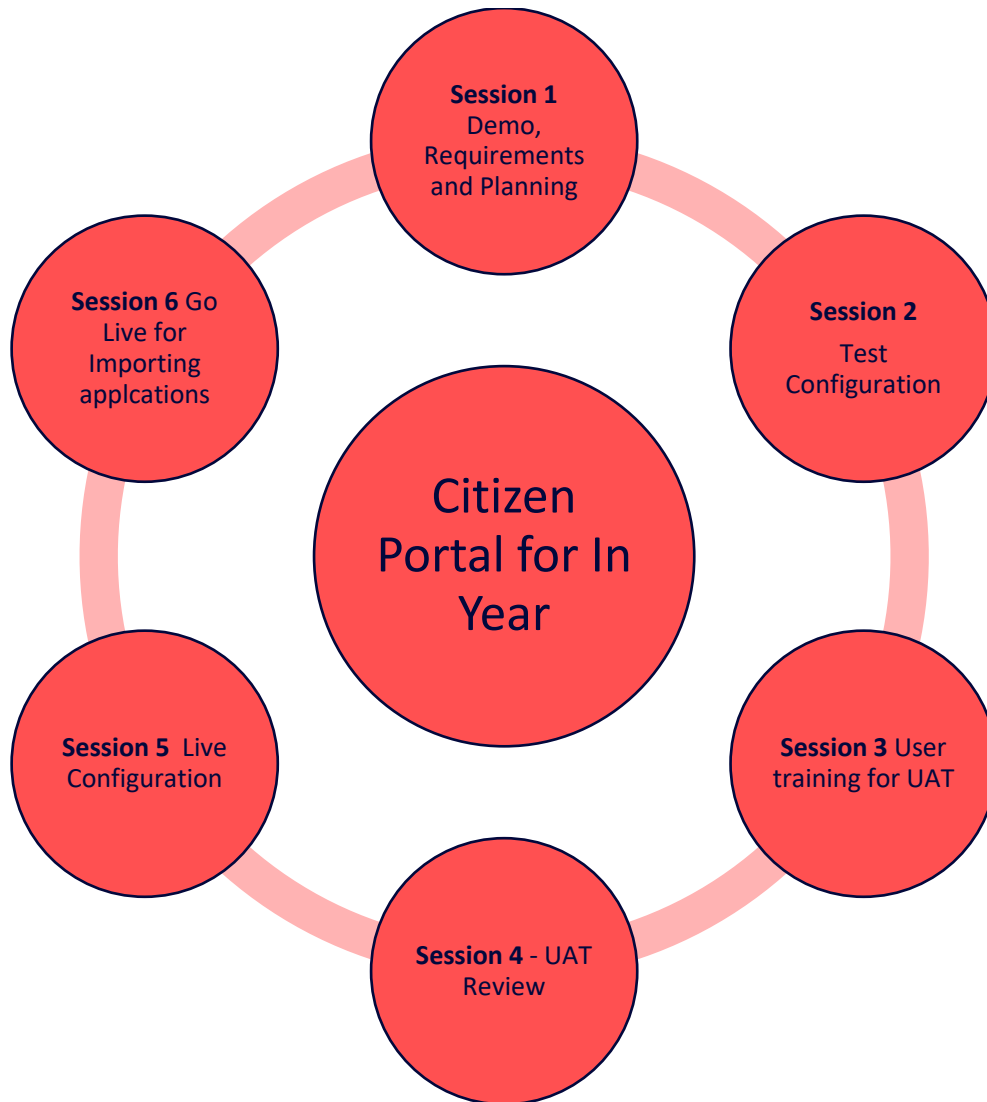 Session 1
Demo,
Requirements
and Planning
Session 2
Test
Configuration
Session 3 User
training for UAT
Session 4 - UAT
Review
Session 5 Live
Configuration
Session 6 Go
Live for
Importing
applcations
Citizen
Portal for In
Year